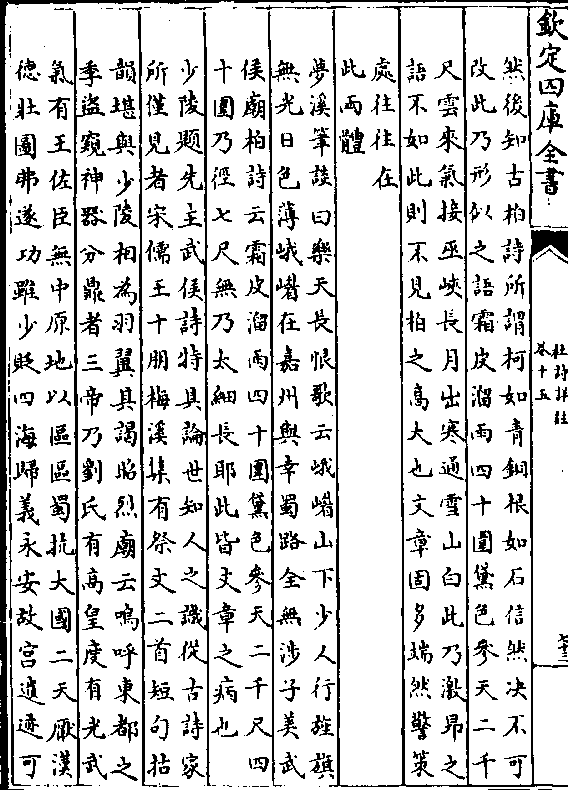 欽定四庫全書
杜詩詳註
卷十五
然後知古柏詩所謂柯如青銅根如石信然决不可
改此乃形似之語霜皮溜雨四十圍黛色參天二千
尺雲來氣接巫峽長月出寒通雪山白此乃激昂之
語不如此則不見柏之高大也文章固多端然警策
處往往在
此兩體
夢溪筆談曰樂天長恨歌云峨嵋山下少人行旌旗
無光日色薄峨嵋在嘉州與幸蜀路全無涉子美武
侯廟柏詩云霜皮溜雨四十圍黛色參天二千尺四
十圍乃徑七尺無乃太細長耶此皆文章之病也
少陵題先主武侯詩特具論世知人之識從古詩家
所僅見者宋儒王十朋梅溪集有祭文二首短句拈
韻堪與少陵相為羽翼其謁昭烈廟云嗚呼東都之
季盜窺神器分鼎者三帝乃劉氏有高皇度有光武
氣有王佐臣無中原地以區區蜀抗大國二天厭漢
德壯圖弗遂功雖少貶四海歸義永安故宮遺迹可